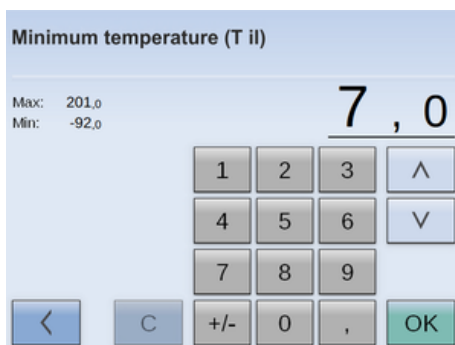 Minimum temperature (T il)
Max: 201,0
Min: -92,0
7 , 0
1 2 3
4 5 6
7 8 9
C +/- 0 , OK